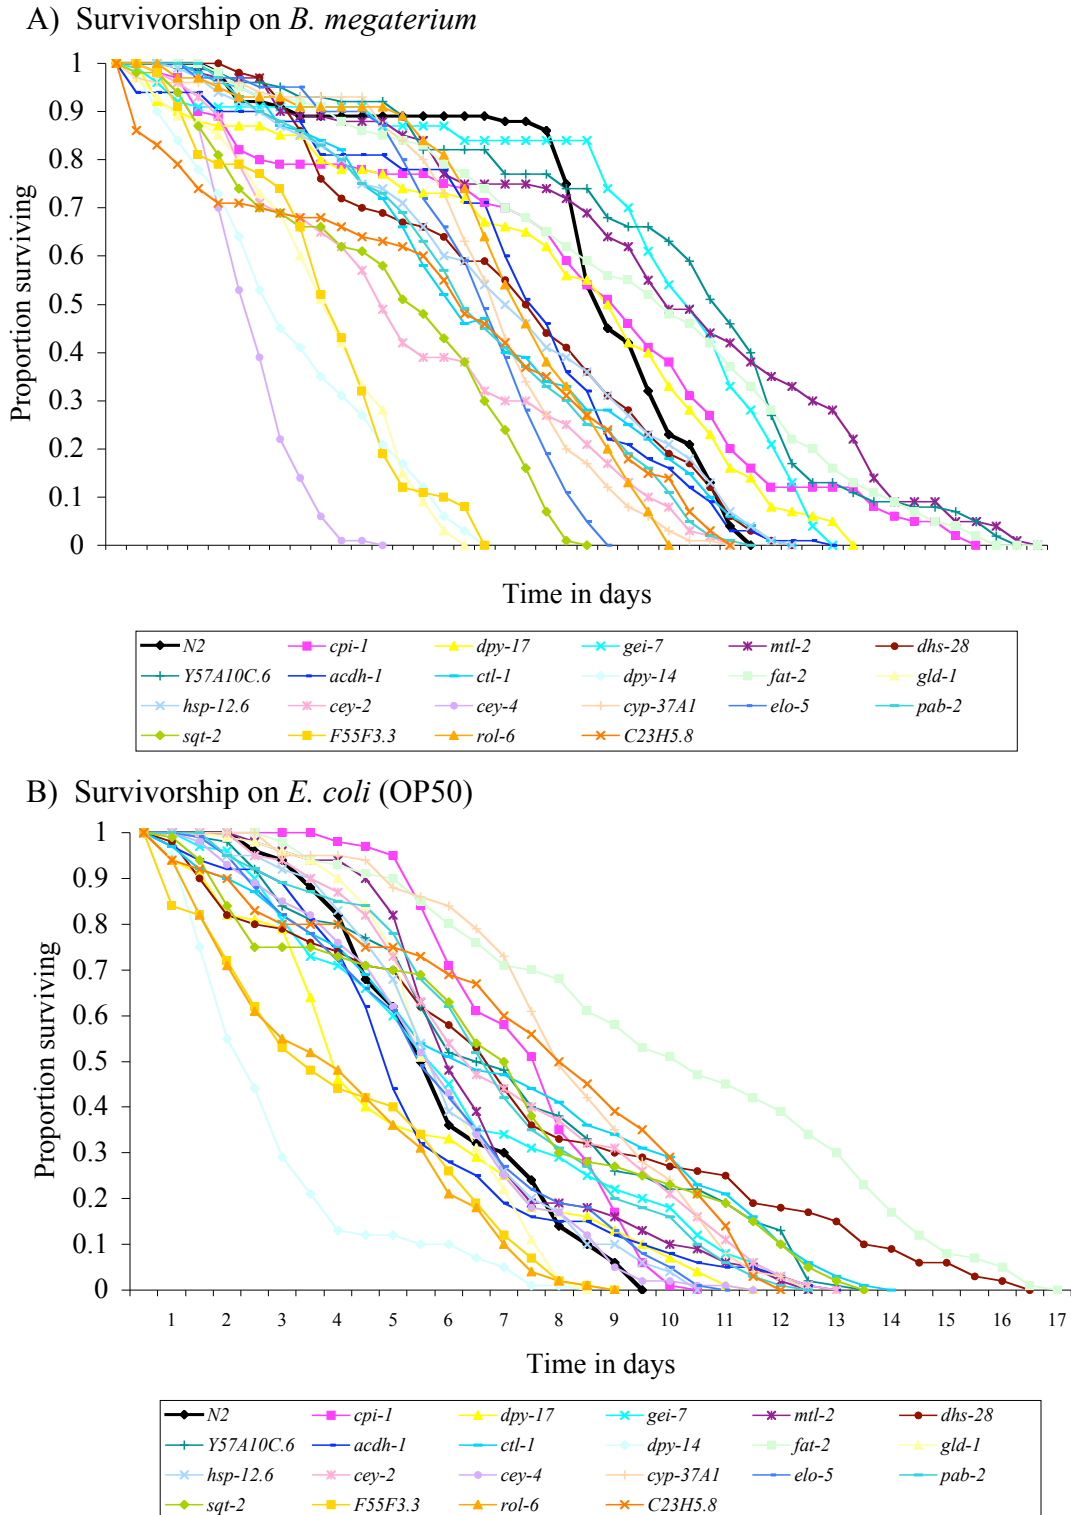 A) Survivorship on B. megaterium
1
0.9
0.8
0.7
0.6
0.5
0.4
0.3
0.2
0.1
0
Proportion surviving
Time in days
N2 cpi-1 dpy-17 gei-7 mtl-2 dhs-28
Y57A10C.6 acdh-1 ctl-1 dpy-14 fat-2 gld-1
hsp-12.6 cey-2 cey-4 cyp-37A1 elo-5 pab-2
sqt-2 F55F3.3 rol-6 C23H5.8
B) Survivorship on E. coli (OP50)
1
0.9
0.8
0.7
0.6
0.5
0.4
0.3
0.2
0.1
0
Proportion surviving
1 2 3 4 5 6 7 8 9 10 11 12 13 14 15 16 17
Time in days
N2 cpi-1 dpy-17 gei-7 mtl-2 dhs-28
Y57A10C.6 acdh-1 ctl-1 dpy-14 fat-2 gld-1
hsp-12.6 cey-2 cey-4 cyp-37A1 elo-5 pab-2
sqt-2 F55F3.3 rol-6 C23H5.8